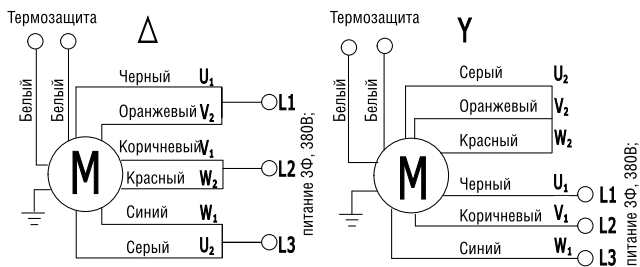 Термозащита Δ
Белый
Белый
Черный U1
Оранжевый V2
L1
Коричневый V1
Красный W2
L2
Синий W1
Серый U2
L3
M
питание 3Ф, 380В;
Термозащита Y
Белый
Белый
Серый U2
Оранжевый V2
Красный W2
Черный U1 L1
Коричневый V1 L2
Синий W1 L3
M
питание 3Ф, 380В;